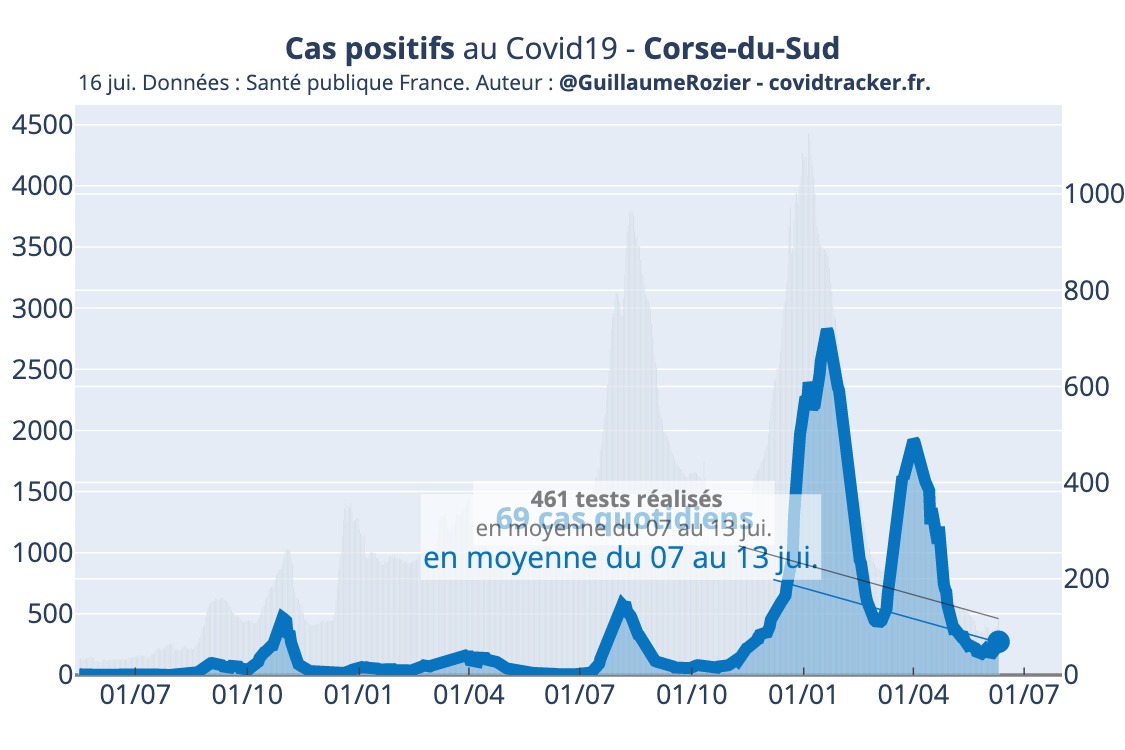 Cas positifs au Covid19 - Corse-du-Sud
16 jui. Données : Santé publique France. Auteur : @GuillaumeRozier - covidtracker.fr.
4500
4000
3500
3000
2500
2000
1500
1000
500
0
1000
800
600
400
200
0
461 tests réalisés
69 cas quotidiens
en moyenne du 07 au 13 jui.
en moyenne du 07 au 13 jui.
01/07 01/10 01/01 01/04 01/07 01/10 01/01 01/04 01/07